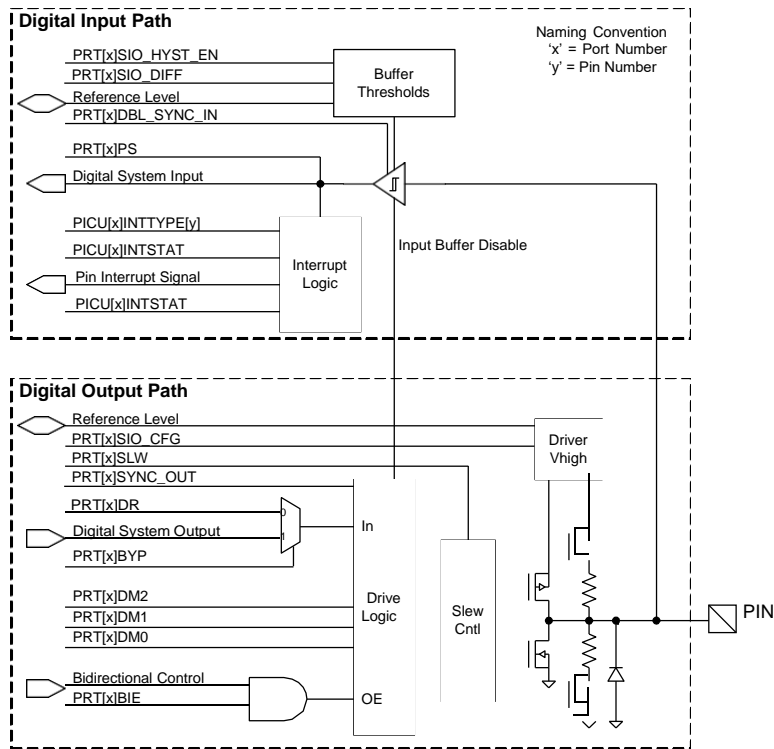 Digital Input Path
Naming Convention
'x' = Port Number
'y' = Pin Number
PRT[x]SIO_HYST_EN
PRT[x]SIO_DIFF
Reference Level
PRT[x]DBL_SYNC_IN
Buffer
Thresholds
PRT[x]PS
Digital System Input
PICU[x]INTTYPE[y]
PICU[x]INTSTAT
Pin Interrupt Signal
PICU[x]INTSTAT
Interrupt
Logic
Input Buffer Disable
Digital Output Path
Reference Level
PRT[x]SIO_CFG
PRT[x]SLW
PRT[x]SYNC_OUT
Driver
Vhigh
PRT[x]DR
0
Digital System Output
1
In
PRT[x]BYP
PRT[x]DM2
PRT[x]DM1
PRT[x]DM0
Drive
Logic
Slew
Cntl
PIN
Bidirectional Control
PRT[x]BIE
OE